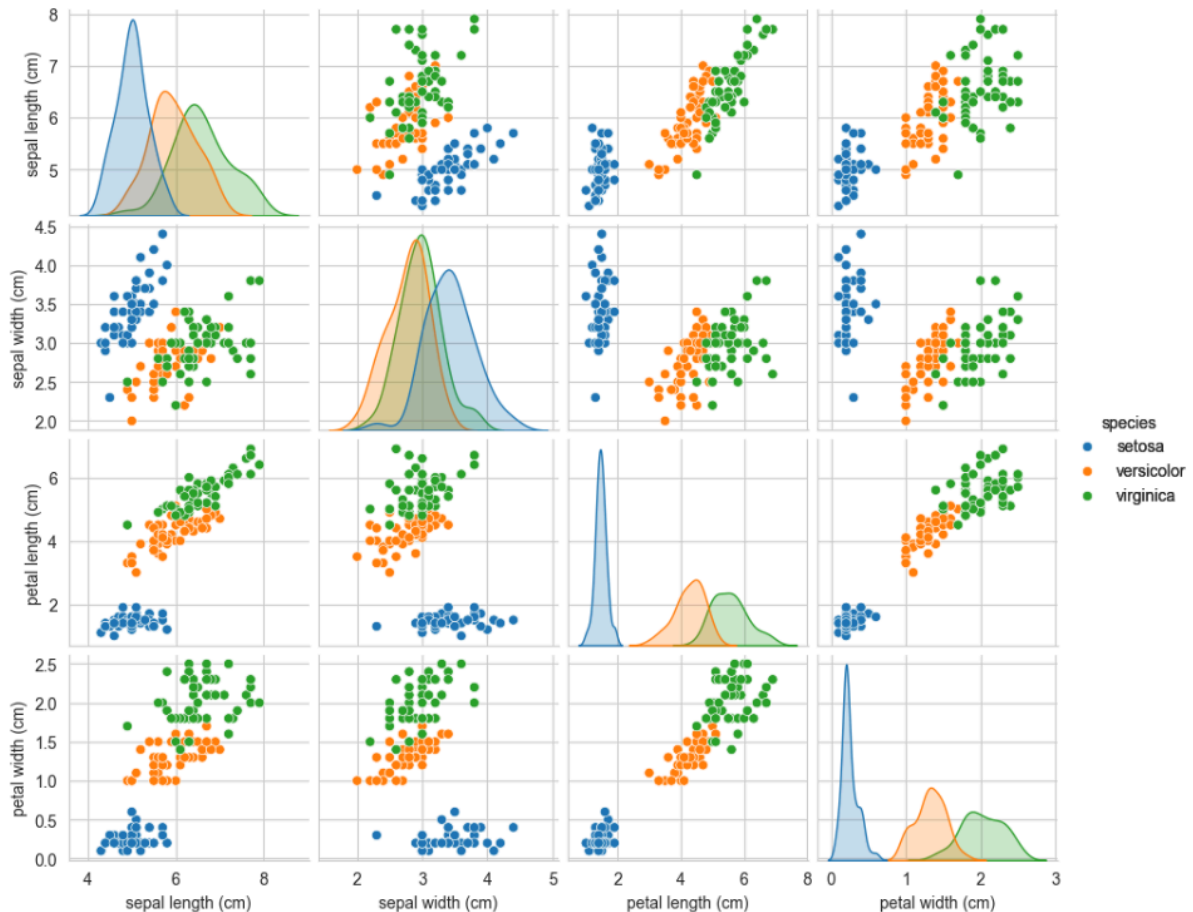 sepal length (cm)
8
7
6
5
sepal width (cm)
4.5
4.0
3.5
3.0
2.5
2.0
petal length (cm)
6
4
2
petal width (cm)
2.5
2.0
1.5
1.0
0.5
0.0
4 6 8
sepal length (cm)
2 3 4 5
sepal width (cm)
2 4 6 8
petal length (cm)
0 1 2 3
petal width (cm)
species
setosa
versicolor
virginica